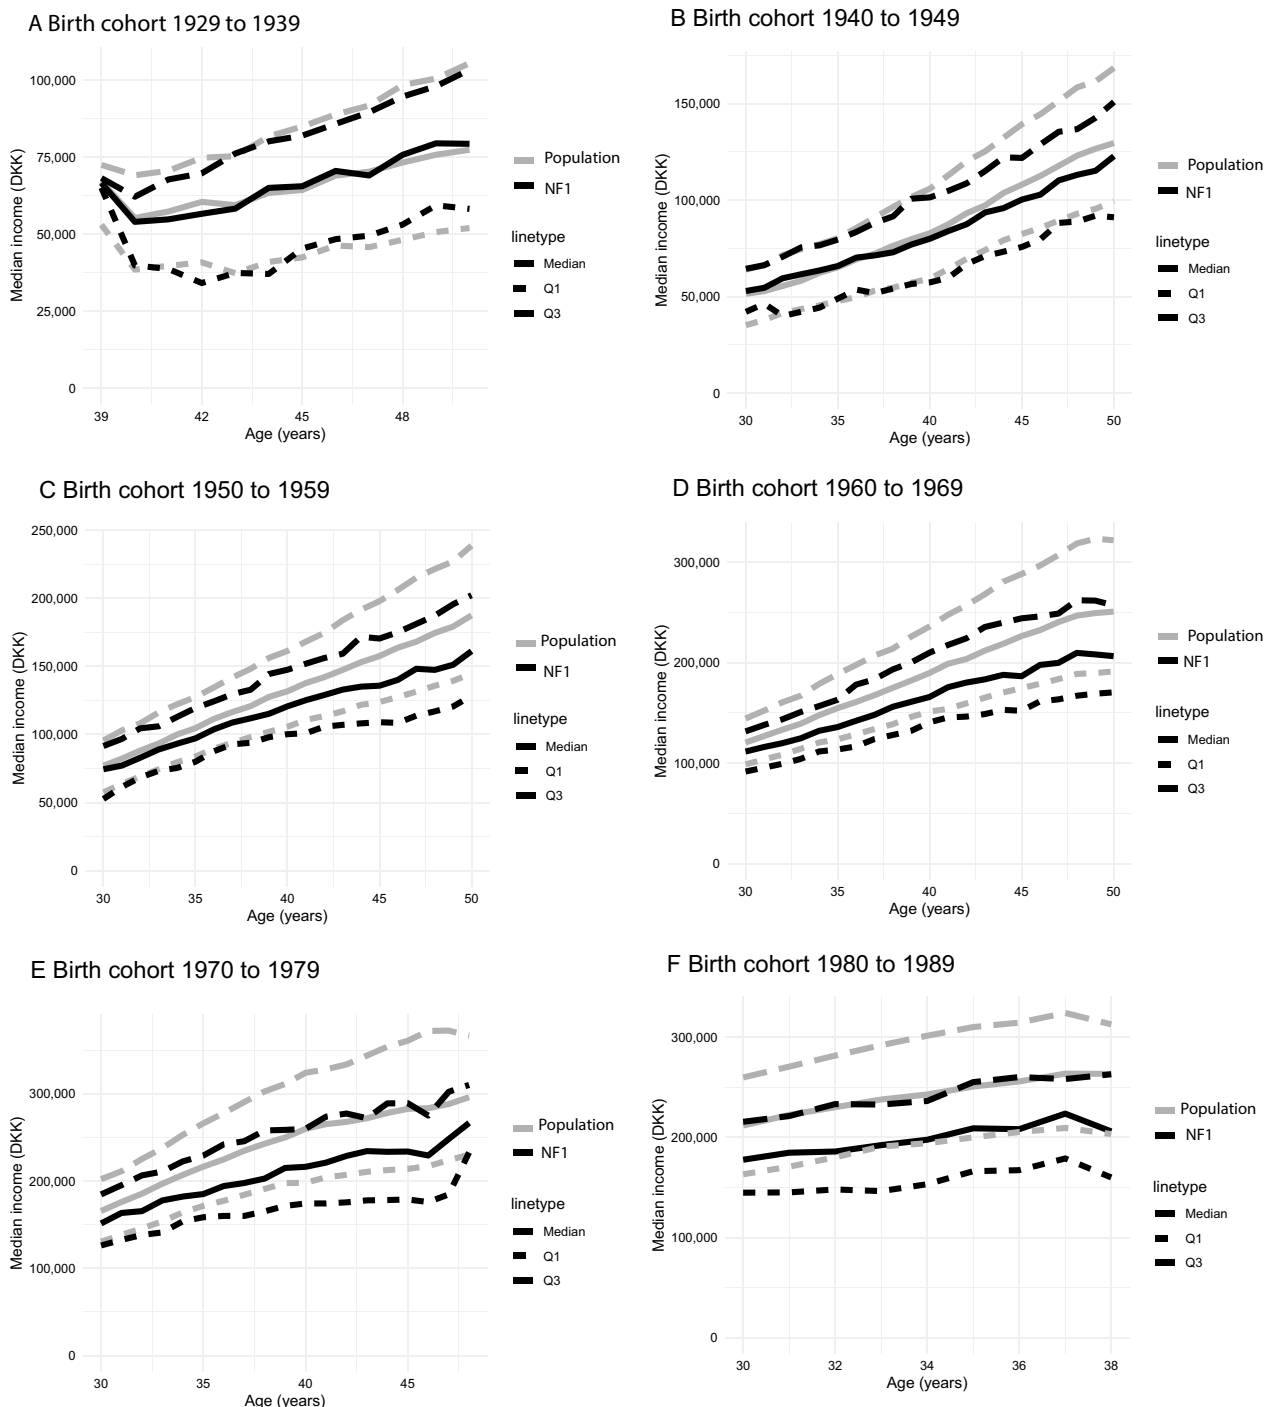 A Birth cohort 1929 to 1939
100,000
75,000
50,000
25,000
0
Median income (DKK)
39 42 45 48
Age (years)
Population
NF1
linetype
Median
Q1
Q3
B Birth cohort 1940 to 1949
150,000
100,000
50,000
0
Median income (DKK)
30 35 40 45 50
Age (years)
Population
NF1
linetype
Median
Q1
Q3
C Birth cohort 1950 to 1959
250,000
200,000
150,000
100,000
50,000
0
Median income (DKK)
30 35 40 45 50
Age (years)
Population
NF1
linetype
Median
Q1
Q3
D Birth cohort 1960 to 1969
300,000
200,000
100,000
0
Median income (DKK)
30 35 40 45 50
Age (years)
Population
NF1
linetype
Median
Q1
Q3
E Birth cohort 1970 to 1979
300,000
200,000
100,000
0
Median income (DKK)
30 35 40 45
Age (years)
Population
NF1
linetype
Median
Q1
Q3
F Birth cohort 1980 to 1989
300,000
200,000
100,000
0
Median income (DKK)
30 32 34 36 38
Age (years)
Population
NF1
linetype
Median
Q1
Q3